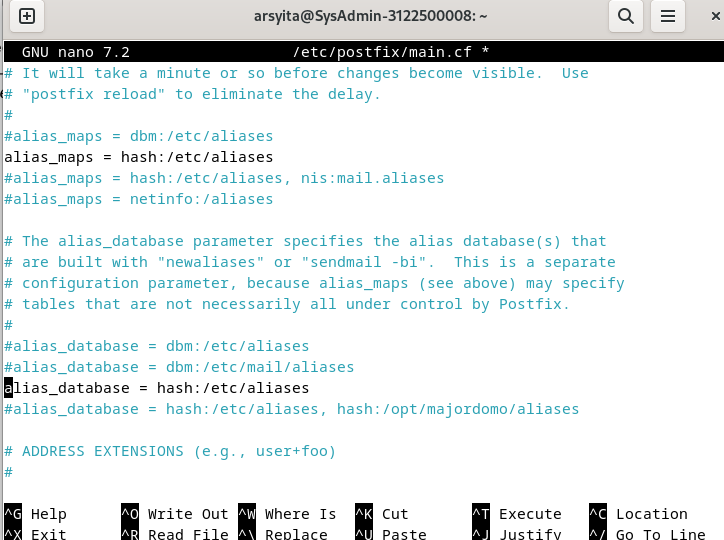 arsyita@SysAdmin-3122500008: ~
GNU nano 7.2 /etc/postfix/main.cf *
# It will take a minute or so before changes become visible.  Use
# "postfix reload" to eliminate the delay.
#
#alias_maps = dbm:/etc/aliases
alias_maps = hash:/etc/aliases
#alias_maps = hash:/etc/aliases, nis:mail.aliases
#alias_maps = netinfo:/aliases
# The alias_database parameter specifies the alias database(s) that
# are built with "newaliases" or "sendmail -bi".  This is a separate
# configuration parameter, because alias_maps (see above) may specify
# tables that are not necessarily all under control by Postfix.
#
#alias_database = dbm:/etc/aliases
#alias_database = dbm:/etc/mail/aliases
alias_database = hash:/etc/aliases
#alias_database = hash:/etc/aliases, hash:/opt/majordomo/aliases
# ADDRESS EXTENSIONS (e.g., user+foo)
#
^G Help ^O Write Out ^W Where Is ^K Cut ^T Execute ^C Location
^X Exit ^R Read File ^\ Replace ^U Paste ^J Justify ^/ Go To Line